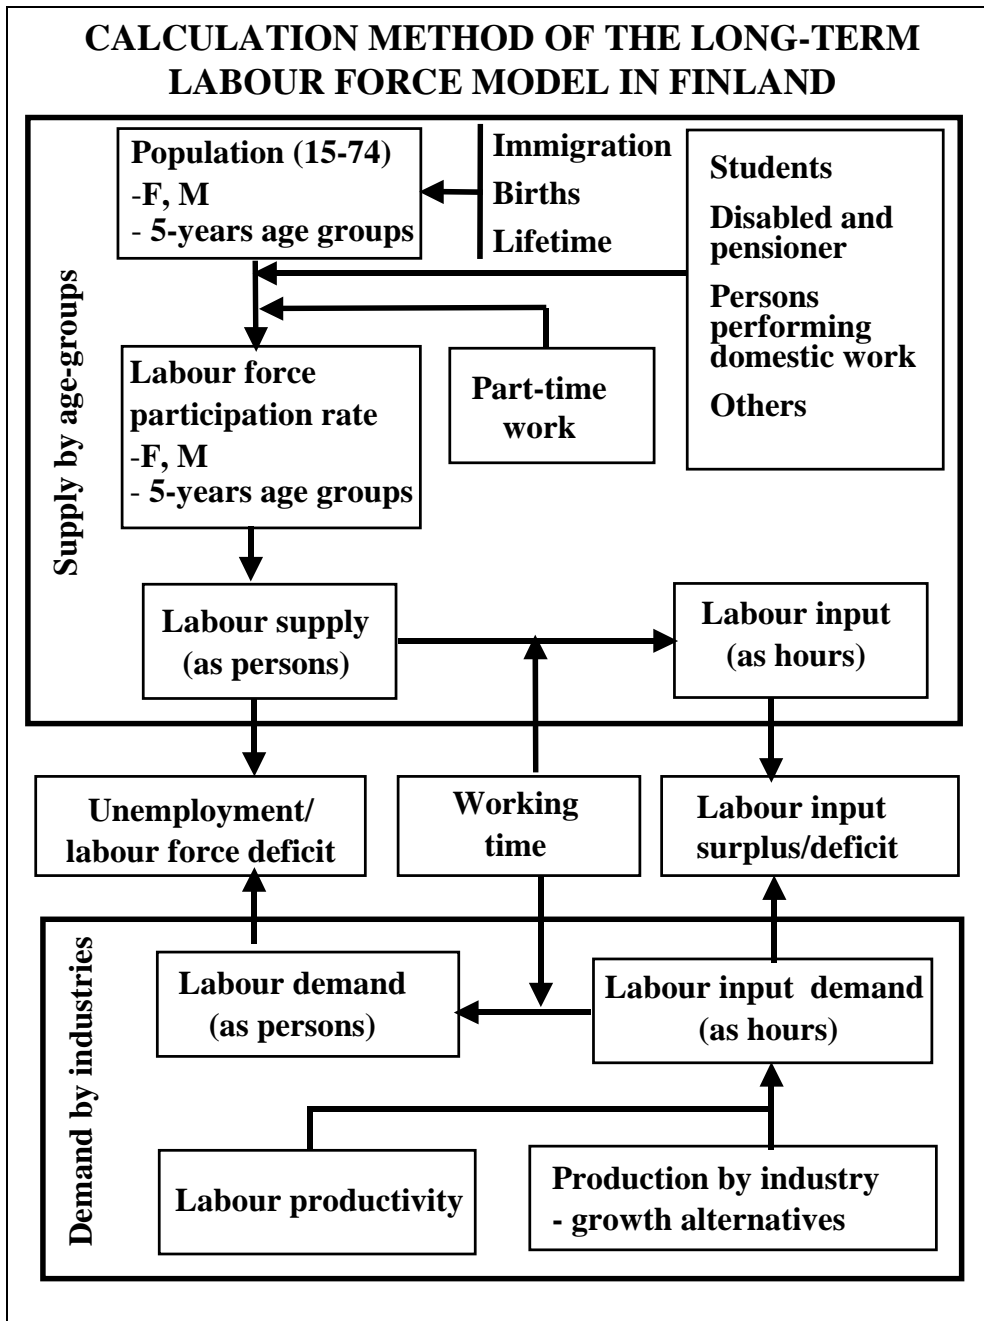 CALCULATION METHOD OF THE LONG-TERM
LABOUR FORCE MODEL IN FINLAND
Supply by age-groups
Population (15-74)
-F, M
- 5-years age groups
Immigration
Births
Lifetime
Students
Disabled and
pensioner
Persons
performing
domestic work
Others
Labour force
participation rate
-F, M
- 5-years age groups
Part-time
work
Labour supply
(as persons)
Labour input
(as hours)
Unemployment/
labour force deficit
Working
time
Labour input
surplus/deficit
Demand by industries
Labour demand
(as persons)
Labour input demand
(as hours)
Labour productivity
Production by industry
- growth alternatives